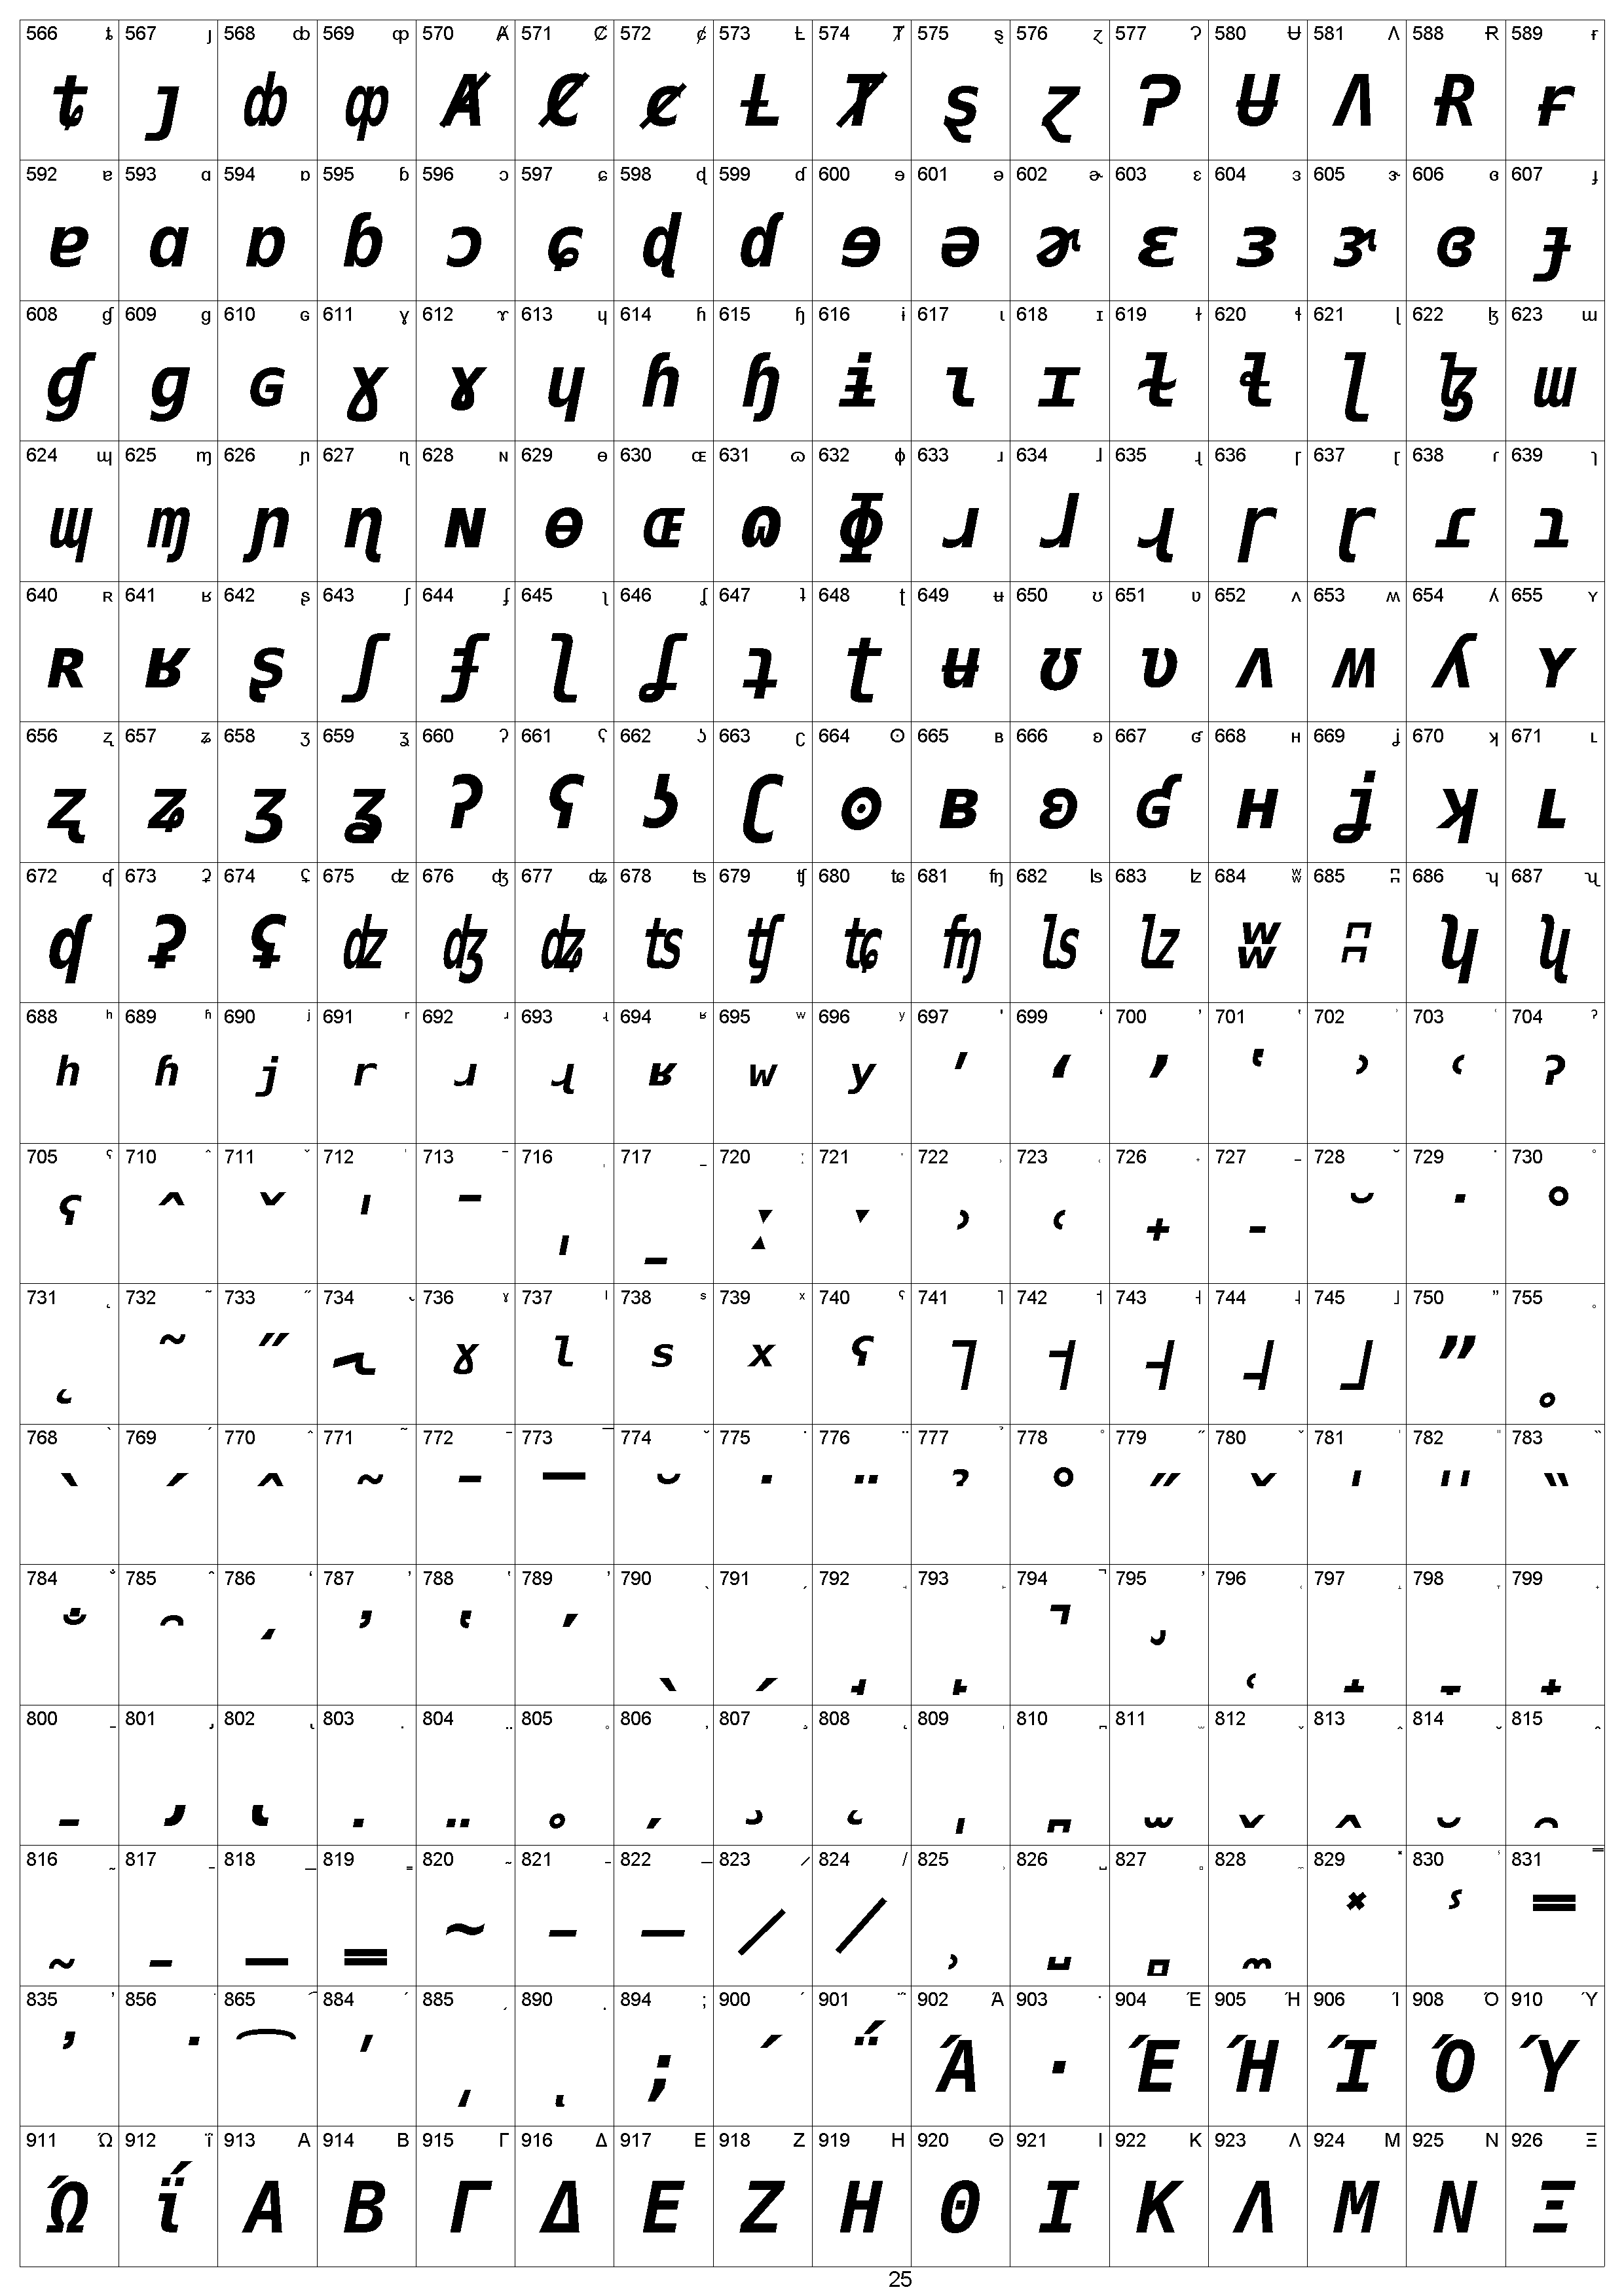 566 ȶ 567 ȷ 568 ȸ 569 ȹ 570 Ⱥ 571 Ȼ 572 ȼ 573 Ƚ 574 Ⱦ 575 ȿ 576 ɀ 577 Ɂ 580 Ʉ 581 Ʌ 588 Ɍ 589 ɍ
ȶ ȷ ȸ ȹ Ⱥ Ȼ ȼ Ƚ Ⱦ ȿ ɀ Ɂ Ʉ Ʌ Ɍ ɍ
592 ɐ 593 ɑ 594 ɒ 595 ɓ 596 ɔ 597 ɕ 598 ɖ 599 ɗ 600 ɘ 601 ə 602 ɚ 603 ɛ 604 ɜ 605 ɝ 606 ɞ 607 ɟ
ɐ ɑ ɒ ɓ ɔ ɕ ɖ ɗ ɘ ə ɚ ɛ ɜ ɝ ɞ ɟ
608 ɠ 609 ɡ 610 ɢ 611 ɣ 612 ɤ 613 ɥ 614 ɦ 615 ɧ 616 ɨ 617 ɩ 618 ɪ 619 ɫ 620 ɬ 621 ɭ 622 ɮ 623 ɯ
ɠ ɡ ɢ ɣ ɤ ɥ ɦ ɧ ɨ ɩ ɪ ɫ ɬ ɭ ɮ ɯ
624 ɰ 625 ɱ 626 ɲ 627 ɳ 628 ɴ 629 ɵ 630 ɶ 631 ɷ 632 ɸ 633 ɹ 634 ɺ 635 ɻ 636 ɼ 637 ɽ 638 ɾ 639 ɿ
ɰ ɱ ɲ ɳ ɴ ɵ ɶ ɷ ɸ ɹ ɺ ɻ ɼ ɽ ɾ ɿ
640 ʀ 641 ʁ 642 ʂ 643 ʃ 644 ʄ 645 ʅ 646 ʆ 647 ʇ 648 ʈ 649 ʉ 650 ʊ 651 ʋ 652 ʌ 653 ʍ 654 ʎ 655 ʏ
ʀ ʁ ʂ ʃ ʄ ʅ ʆ ʇ ʈ ʉ ʊ ʋ ʌ ʍ ʎ ʏ
656 ʐ 657 ʑ 658 ʒ 659 ʓ 660 ʔ 661 ʕ 662 ʖ 663 ʗ 664 ʘ 665 ʙ 666 ʚ 667 ʛ 668 ʜ 669 ʝ 670 ʞ 671 ʟ
ʐ ʑ ʒ ʓ ʔ ʕ ʖ ʗ ʘ ʙ ʚ ʛ ʜ ʝ ʞ ʟ
672 ʠ 673 ʡ 674 ʢ 675 ʣ 676 ʤ 677 ʥ 678 ʦ 679 ʧ 680 ʨ 681 ʩ 682 ʪ 683 ʫ 684 ʬ 685 ʭ 686 ʮ 687 ʯ
ʠ ʡ ʢ ʣ ʤ ʥ ʦ ʧ ʨ ʩ ʪ ʫ ʬ ʭ ʮ ʯ
688 ʰ 689 ʱ 690 ʲ 691 ʳ 692 ʴ 693 ʵ 694 ʶ 695 ʷ 696 ʸ 697 ʹ 699 ʻ 700 ʼ 701 ʽ 702 ʾ 703 ʿ 704 ˀ
ʰ ʱ ʲ ʳ ʴ ʵ ʶ ʷ ʸ ʹ ʻ ʼ ʽ ʾ ʿ ˀ
705 ˁ 710 ˆ 711 ˇ 712 ˈ 713 ˉ 716 ˌ 717 ˍ 720 ː 721 ˑ 722 ˒ 723 ˓ 726 ˖ 727 ˗ 728 ˘ 729 ˙ 730 ˚
ˁ ˆ ˇ ˈ ˉ ˌ ˍ ː ˑ ˒ ˓ ˖ ˗ ˘ ˙ ˚
731 ˛ 732 ˜ 733 ˝ 734 ˞ 736 ˠ 737 ˡ 738 ˢ 739 ˣ 740 ˤ 741 ˥ 742 ˦ 743 ˧ 744 ˨ 745 ˩ 750 ˮ 755 ˳
˛ ˜ ˝ ˞ ˠ ˡ ˢ ˣ ˤ ˥ ˦ ˧ ˨ ˩ ˮ ˳
768 ̀ 769 ́ 770 ̂ 771 ̃ 772 ̄ 773 ̅ 774 ̆ 775 ̇ 776 ̈ 777 ̉ 778 ̊ 779 ̋ 780 ̌ 781 ̍ 782 ̎ 783 ̏
̀ ́ ̂ ̃ ̄ ̅ ̆ ̇ ̈ ̉ ̊ ̋ ̌ ̍ ̎ ̏
784 ̐ 785 ̑ 786 ̒ 787 ̓ 788 ̔ 789 ̕ 790 ̖ 791 ̗ 792 ̘ 793 ̙ 794 ̚ 795 ̛ 796 ̜ 797 ̝ 798 ̞ 799 ̟
̐ ̑ ̒ ̓ ̔ ̕ ̖ ̗ ̘ ̙ ̚ ̛ ̜ ̝ ̞ ̟
800 ̠ 801 ̡ 802 ̢ 803 ̣ 804 ̤ 805 ̥ 806 ̦ 807 ̧ 808 ̨ 809 ̩ 810 ̪ 811 ̫ 812 ̬ 813 ̭ 814 ̮ 815 ̯
̠ ̡ ̢ ̣ ̤ ̥ ̦ ̧ ̨ ̩ ̪ ̫ ̬ ̭ ̮ ̯
816 ̰ 817 ̱ 818 ̲ 819 ̳ 820 ̴ 821 ̵ 822 ̶ 823 ̷ 824 ̸ 825 ̹ 826 ̺ 827 ̻ 828 ̼ 829 ̽ 830 ̾ 831 ̿
̰ ̱ ̲ ̳ ̴ ̵ ̶ ̷ ̸ ̹ ̺ ̻ ̼ ̽ ̾ ̿
835 ̓ 856 ͘ 865 ͡ 884 ʹ 885 ͵ 890 ͺ 894 ; 900 ΄ 901 ΅ 902 Ά 903 · 904 Έ 905 Ή 906 Ί 908 Ό 910 Ύ
̓ ͘ ͡ ʹ ͵ ͺ ; ΄ ΅ Ά · Έ Ή Ί Ό Ύ
911 Ώ 912 ΐ 913 Α 914 Β 915 Γ 916 Δ 917 Ε 918 Ζ 919 Η 920 Θ 921 Ι 922 Κ 923 Λ 924 Μ 925 Ν 926 Ξ
Ώ ΐ Α Β Γ Δ Ε Ζ Η Θ Ι Κ Λ Μ Ν Ξ
25